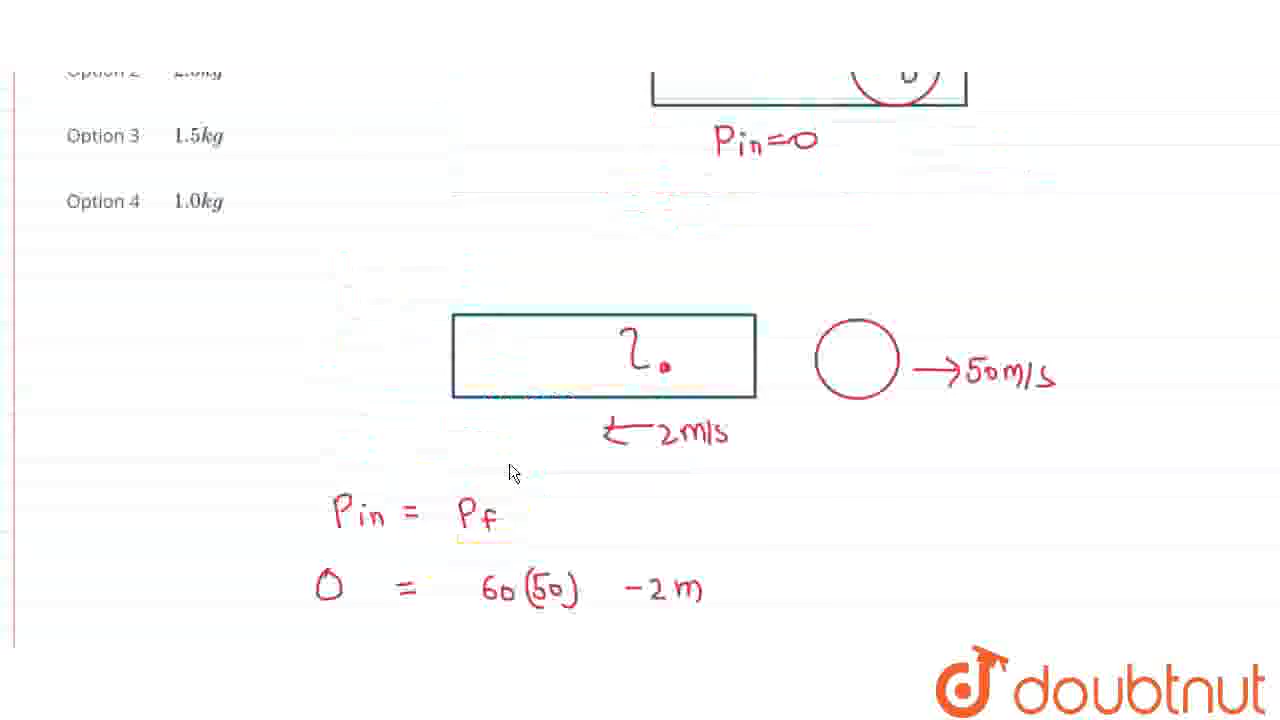 Option 3 1.5kg
Pin=0
Option 4 1.0kg
2.
→50m/s
←2m/s
Pin = Pf
0 = 60(50) -2m
doubtnut